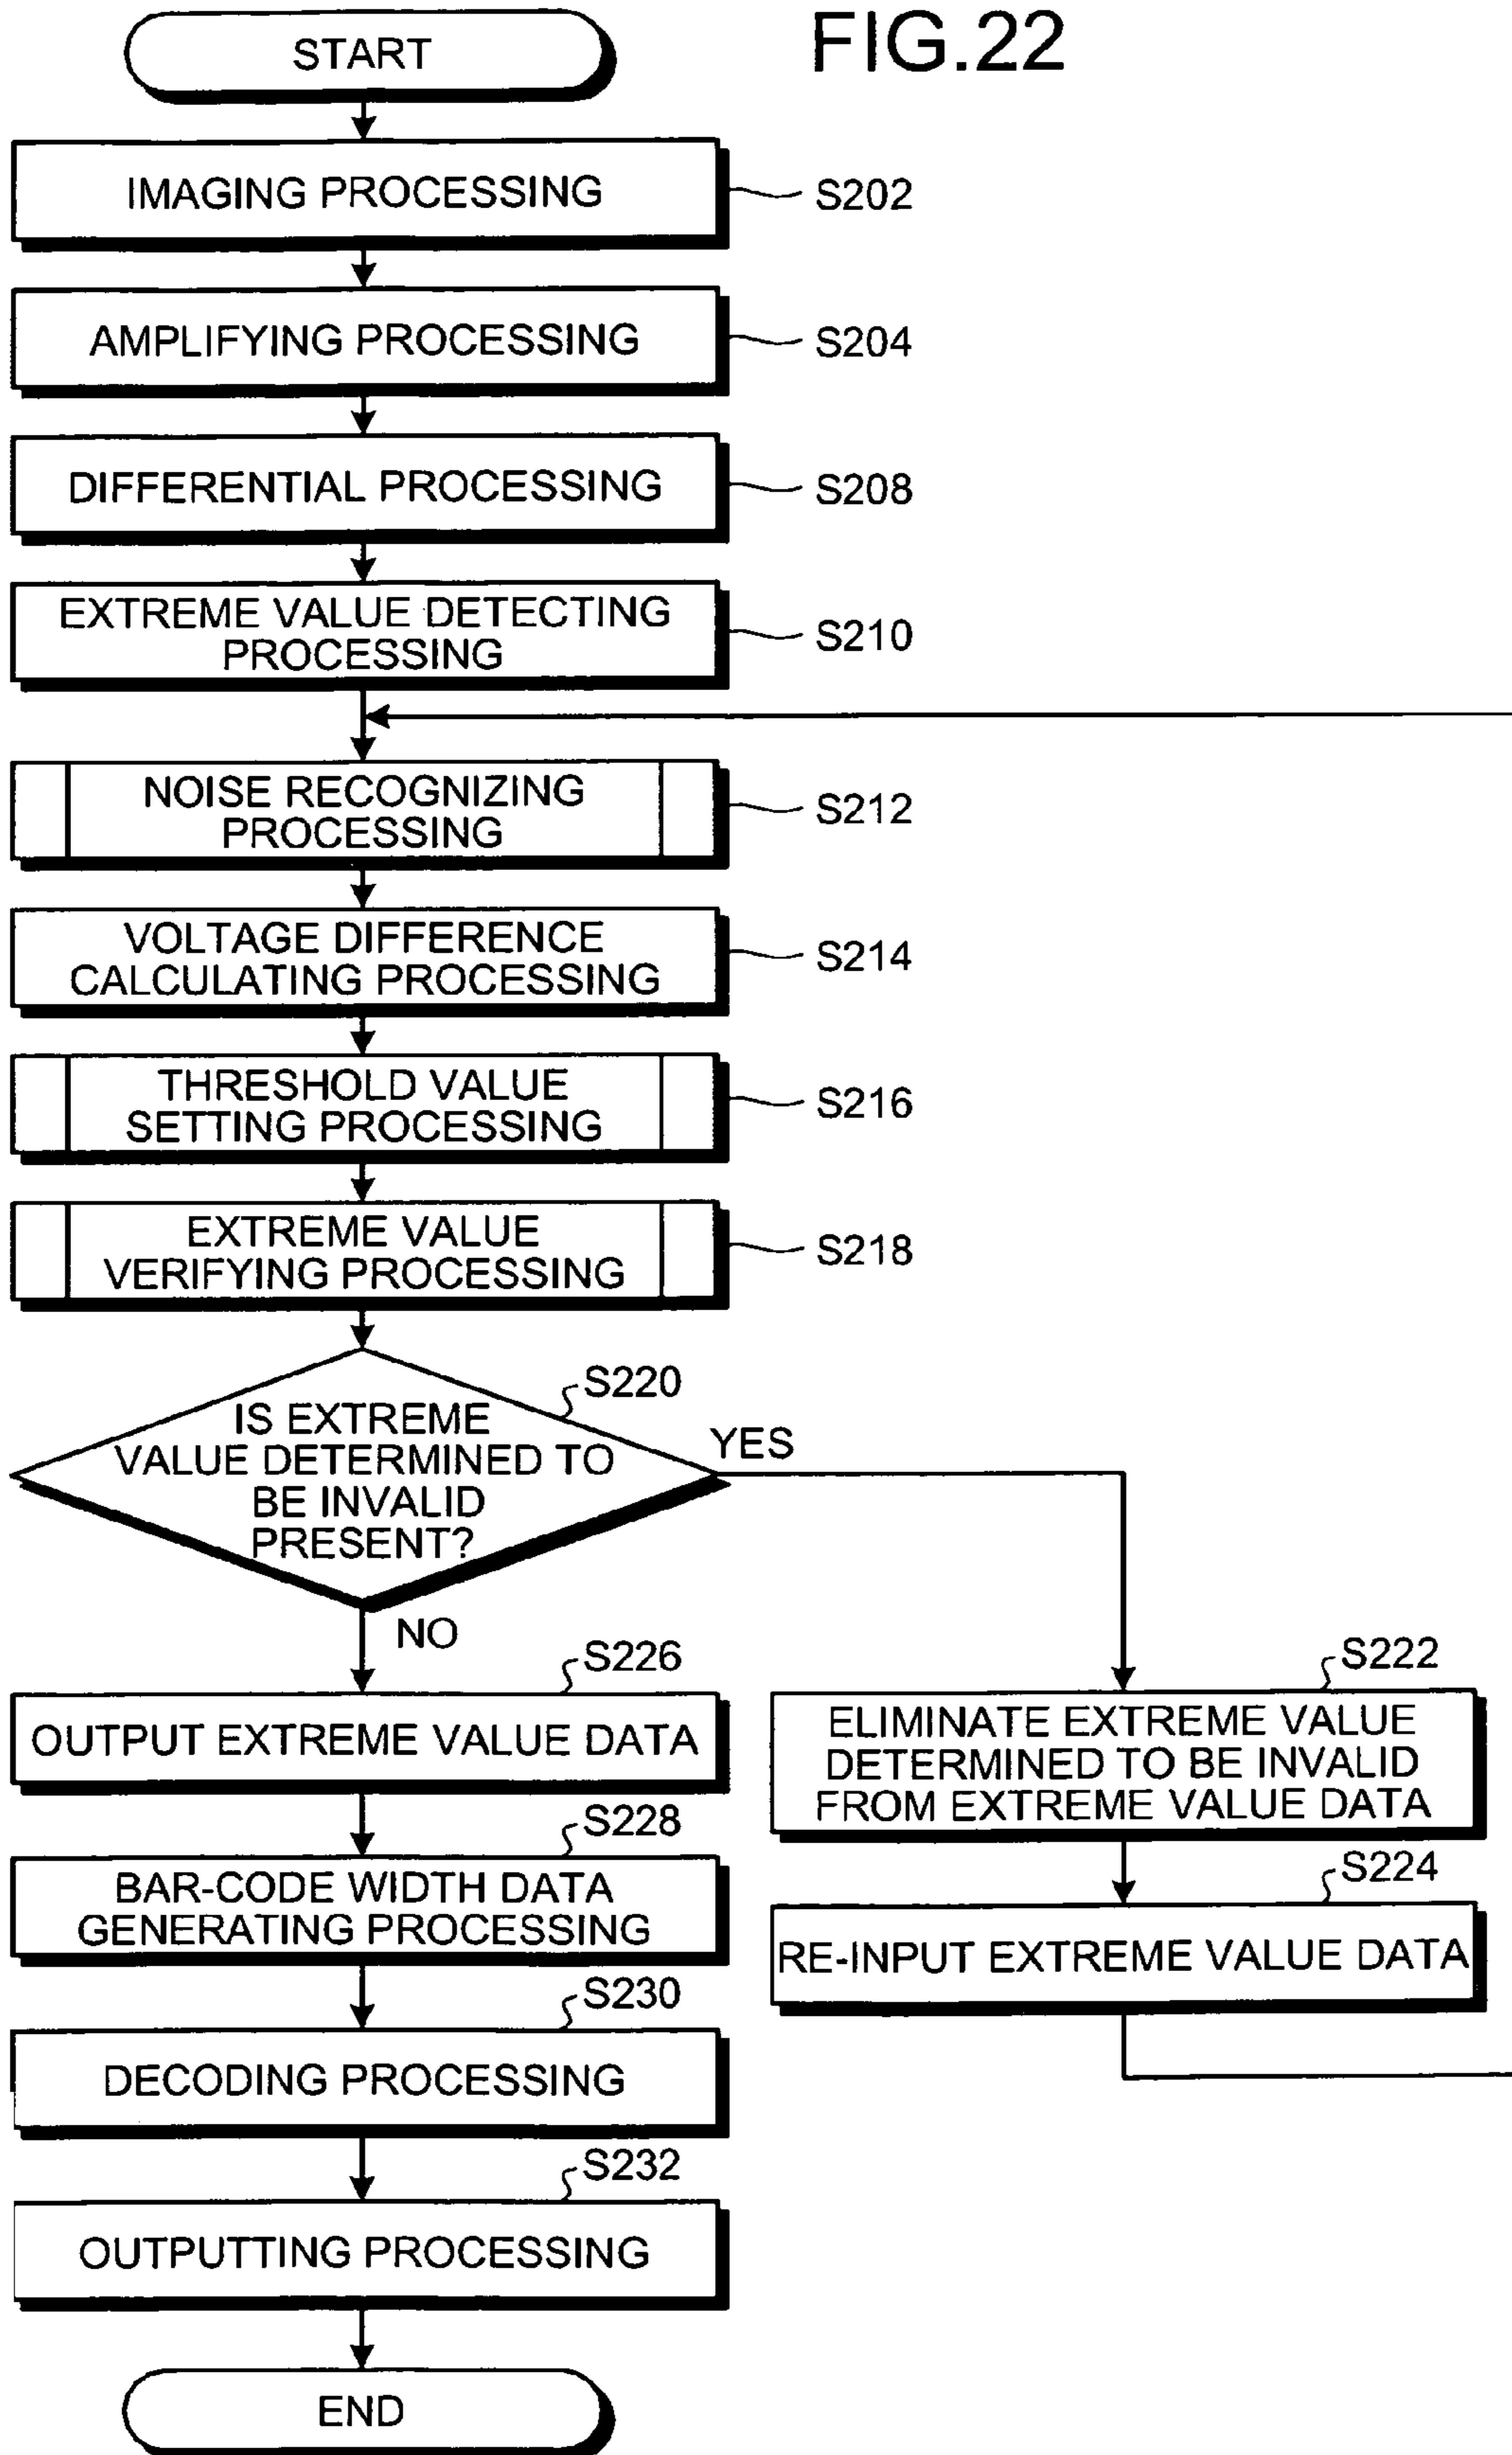 FIG.22
START
IMAGING PROCESSING
S202
AMPLIFYING PROCESSING
S204
DIFFERENTIAL PROCESSING
S208
EXTREME VALUE DETECTING
PROCESSING
S210
NOISE RECOGNIZING
PROCESSING
S212
VOLTAGE DIFFERENCE
CALCULATING PROCESSING
S214
THRESHOLD VALUE
SETTING PROCESSING
S216
EXTREME VALUE
VERIFYING PROCESSING
S218
S220
IS EXTREME
VALUE DETERMINED TO
BE INVALID
PRESENT?
YES
NO
S226
OUTPUT EXTREME VALUE DATA
S222
ELIMINATE EXTREME VALUE
DETERMINED TO BE INVALID
FROM EXTREME VALUE DATA
S228
BAR-CODE WIDTH DATA
GENERATING PROCESSING
S224
RE-INPUT EXTREME VALUE DATA
S230
DECODING PROCESSING
S232
OUTPUTTING PROCESSING
END